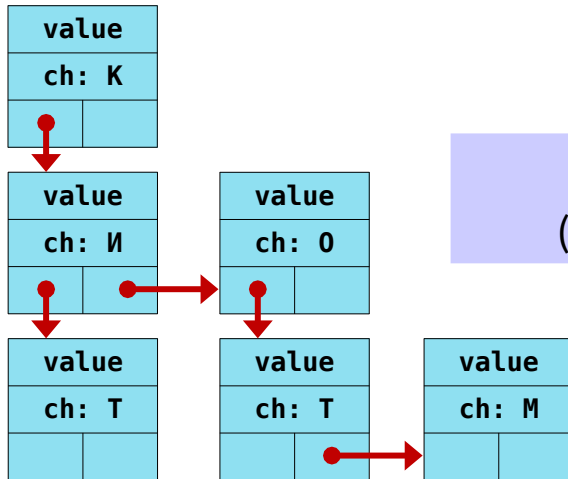 value
ch: К
value
ch: И
value
ch: О
value
ch: Т
value
ch: Т
value
ch: М
(